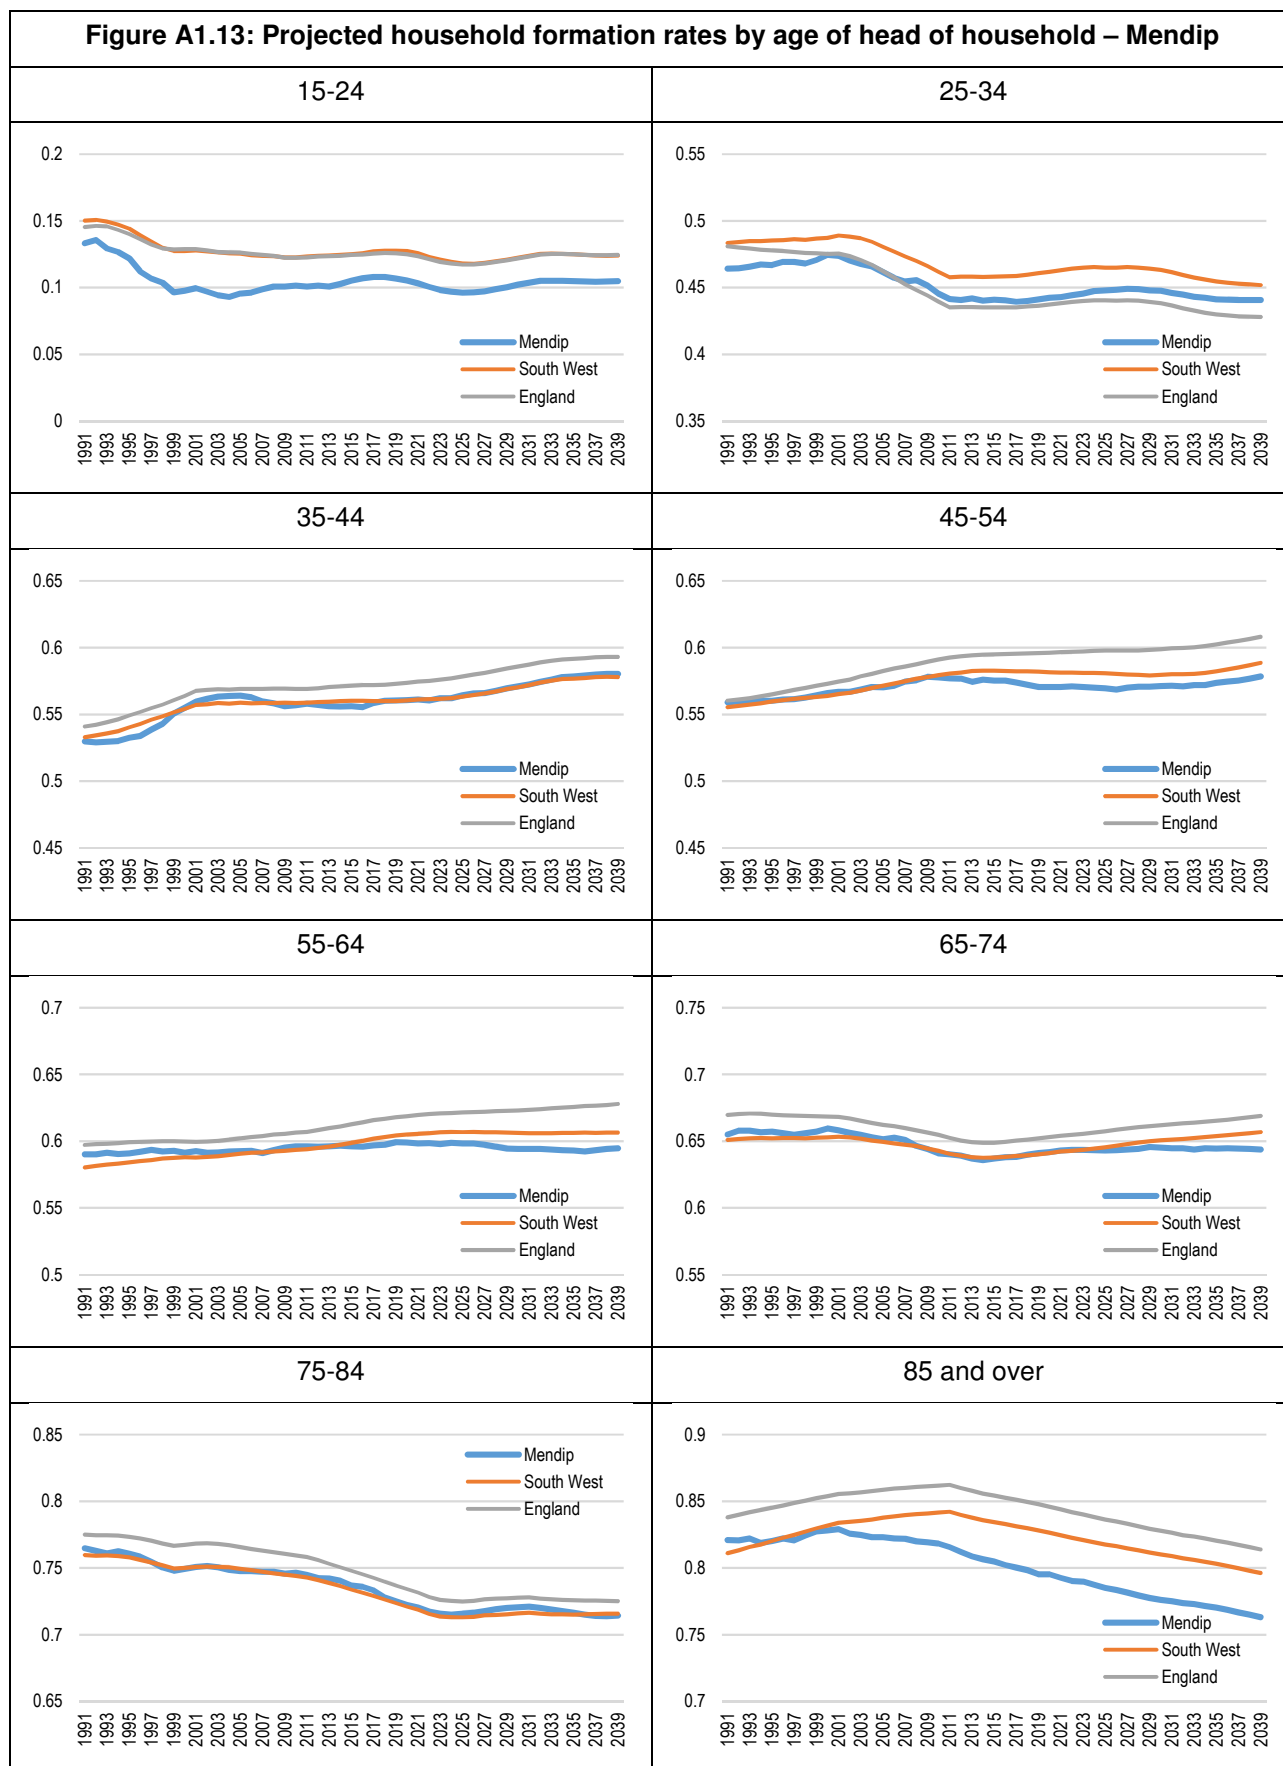 Figure A1.13: Projected household formation rates by age of head of household – Mendip
15-24
25-34
0.2
0.15
0.1
0.05
0
Mendip
South West
England
1991 1993 1995 1997 1999 2001 2003 2005 2007 2009 2011 2013 2015 2017 2019 2021 2023 2025 2027 2029 2031 2033 2035 2037 2039
0.55
0.5
0.45
0.4
0.35
Mendip
South West
England
1991 1993 1995 1997 1999 2001 2003 2005 2007 2009 2011 2013 2015 2017 2019 2021 2023 2025 2027 2029 2031 2033 2035 2037 2039
35-44
45-54
0.65
0.6
0.55
0.5
0.45
Mendip
South West
England
1991 1993 1995 1997 1999 2001 2003 2005 2007 2009 2011 2013 2015 2017 2019 2021 2023 2025 2027 2029 2031 2033 2035 2037 2039
0.65
0.6
0.55
0.5
0.45
Mendip
South West
England
1991 1993 1995 1997 1999 2001 2003 2005 2007 2009 2011 2013 2015 2017 2019 2021 2023 2025 2027 2029 2031 2033 2035 2037 2039
55-64
65-74
0.7
0.65
0.6
0.55
0.5
Mendip
South West
England
1991 1993 1995 1997 1999 2001 2003 2005 2007 2009 2011 2013 2015 2017 2019 2021 2023 2025 2027 2029 2031 2033 2035 2037 2039
0.75
0.7
0.65
0.6
0.55
Mendip
South West
England
1991 1993 1995 1997 1999 2001 2003 2005 2007 2009 2011 2013 2015 2017 2019 2021 2023 2025 2027 2029 2031 2033 2035 2037 2039
75-84
85 and over
0.85
0.8
0.75
0.7
0.65
Mendip
South West
England
1991 1993 1995 1997 1999 2001 2003 2005 2007 2009 2011 2013 2015 2017 2019 2021 2023 2025 2027 2029 2031 2033 2035 2037 2039
0.9
0.85
0.8
0.75
0.7
Mendip
South West
England
1991 1993 1995 1997 1999 2001 2003 2005 2007 2009 2011 2013 2015 2017 2019 2021 2023 2025 2027 2029 2031 2033 2035 2037 2039